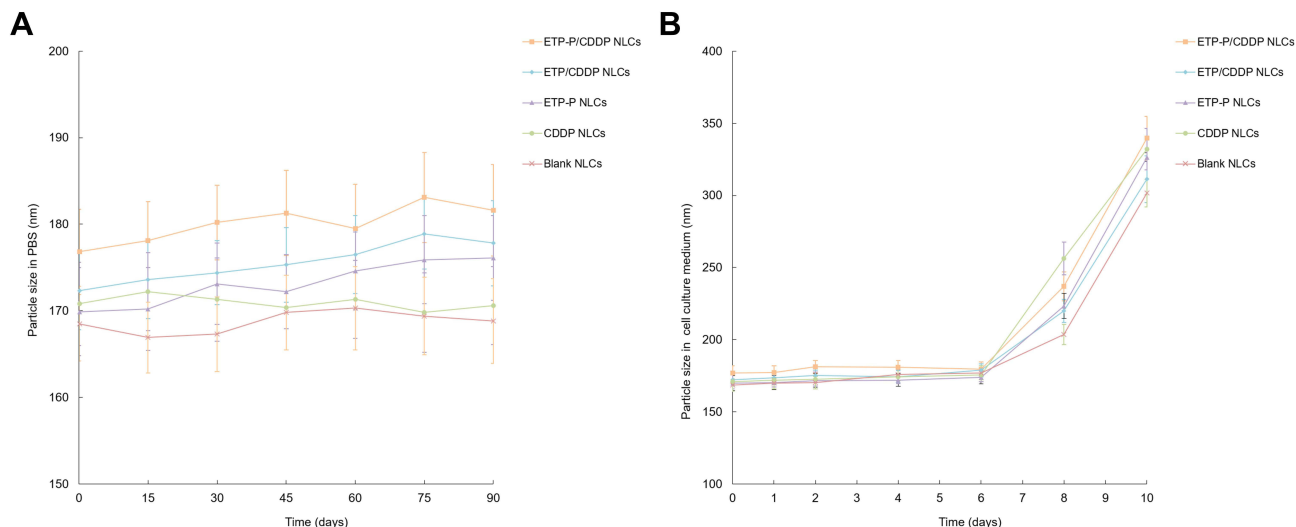 A
Particle size in PBS (nm)
200
190
180
170
160
150
0 15 30 45 60 75 90
Time (days)
ETP-P/CDDP NLCs
ETP/CDDP NLCs
ETP-P NLCs
CDDP NLCs
Blank NLCs
B
Particle size in cell culture medium (nm)
400
350
300
250
200
150
100
0 1 2 3 4 5 6 7 8 9 10
Time (days)
ETP-P/CDDP NLCs
ETP/CDDP NLCs
ETP-P NLCs
CDDP NLCs
Blank NLCs